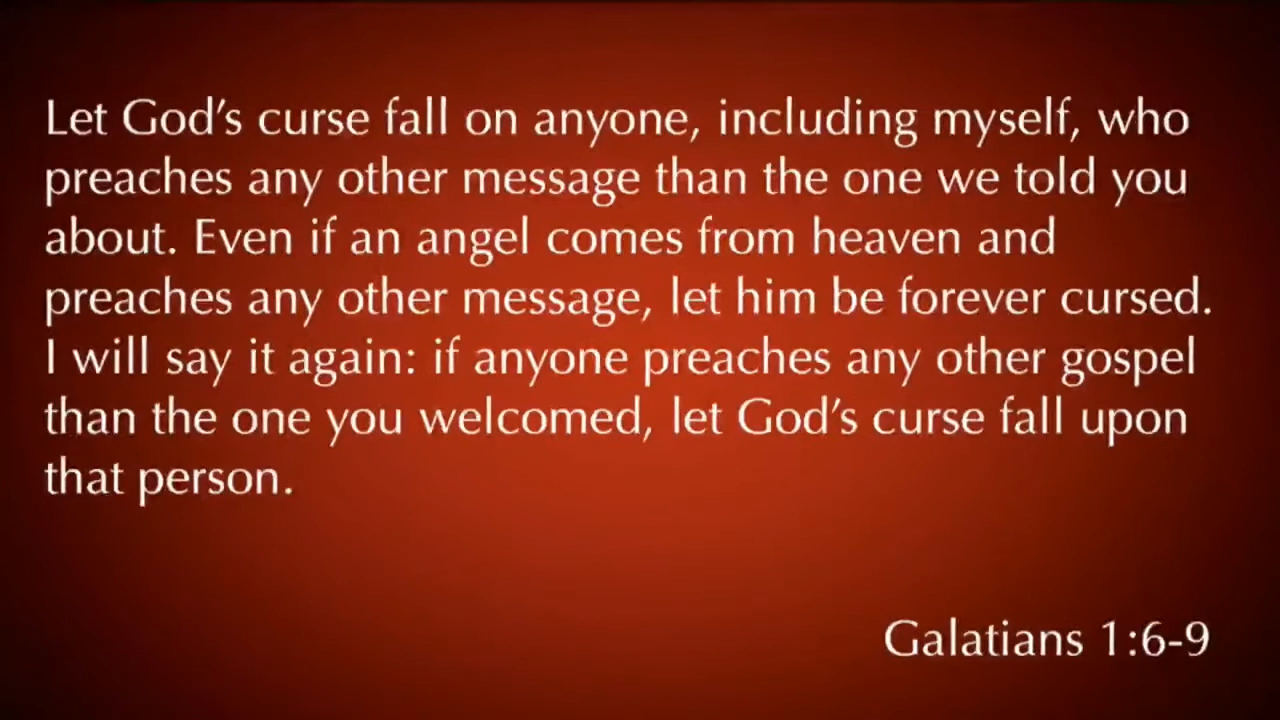 Let God’s curse fall on anyone, including myself, who
preaches any other message than the one we told you
about. Even if an angel comes from heaven and
preaches any other message, let him be forever cursed.
I will say it again: if anyone preaches any other gospel
than the one you welcomed, let God’s curse fall upon
that person.
Galatians 1:6-9